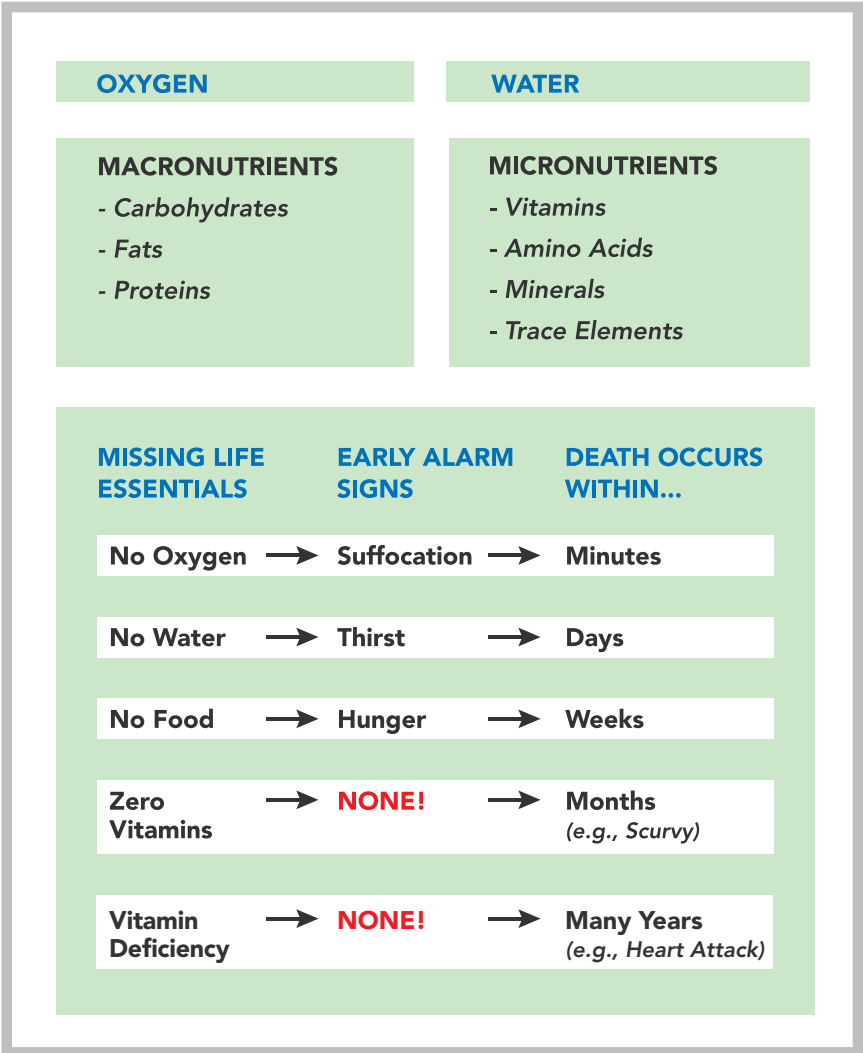 OXYGEN
WATER
MACRONUTRIENTS
- Carbohydrates
- Fats
- Proteins
MICRONUTRIENTS
- Vitamins
- Amino Acids
- Minerals
- Trace Elements
MISSING LIFE
ESSENTIALS
EARLY ALARM
SIGNS
DEATH OCCURS
WITHIN...
No Oxygen → Suffocation → Minutes
No Water → Thirst → Days
No Food → Hunger → Weeks
Zero
Vitamins → NONE! → Months
(e.g., Scurvy)
Vitamin
Deficiency → NONE! → Many Years
(e.g., Heart Attack)